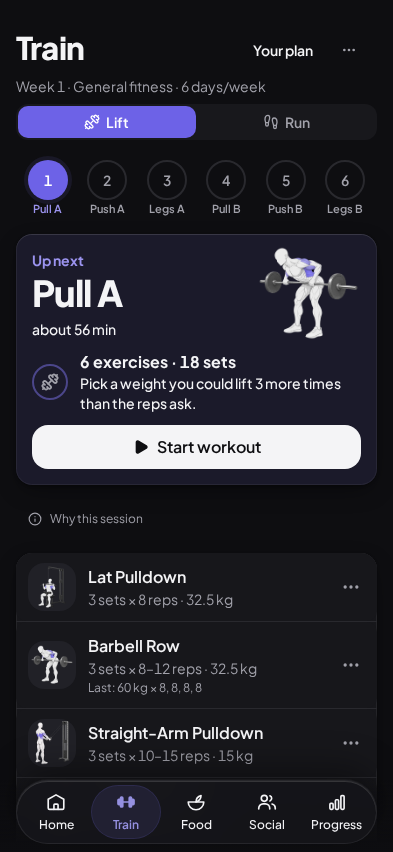 Train
Your plan
Week 1 · General fitness · 6 days/week
Lift
Run
1
2
3
4
5
6
Pull A
Push A
Legs A
Pull B
Push B
Legs B
Up next
Pull A
about 56 min
6 exercises · 18 sets
Pick a weight you could lift 3 more times
than the reps ask.
Start workout
Why this session
Lat Pulldown
3 sets × 8 reps · 32.5 kg
Barbell Row
3 sets × 8–12 reps · 32.5 kg
Last: 60 kg × 8, 8, 8, 8
Straight-Arm Pulldown
3 sets × 10–15 reps · 15 kg
Home
Train
Food
Social
Progress